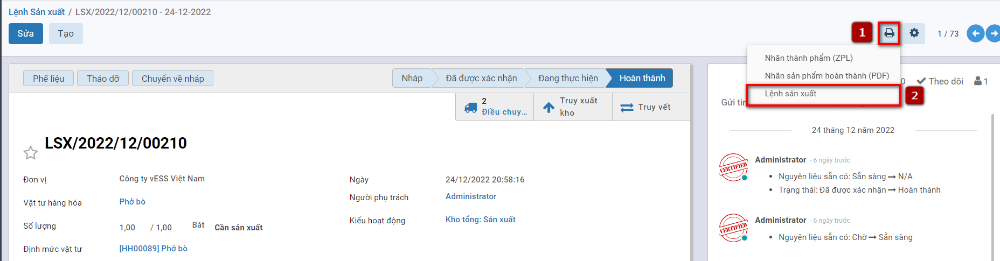 Lệnh Sản xuất / LSX/2022/12/00210 - 24-12-2022
Sửa
Tạo
1
1 / 73
Nhãn thành phẩm (ZPL)
Nhãn sản phẩm hoàn thành (PDF)
Lệnh sản xuất
2
Phế liệu
Tháo dỡ
Chuyển về nháp
Nháp
Đã được xác nhận
Đang thực hiện
Hoàn thành
0
Theo dõi
1
Gửi
2
Điều chuy...
Truy xuất
kho
Truy vết
24 tháng 12 năm 2022
LSX/2022/12/00210
Đơn vị
Công ty vESS Việt Nam
Ngày
24/12/2022 20:58:16
Vật tư hàng hóa
Phở bò
Người phụ trách
Administrator
Số lượng
1,00 / 1,00 Bát Cần sản xuất
Kiểu hoạt động
Kho tổng: Sản xuất
Định mức vật tư
[HH00089] Phở bò
CERTIFIED
Administrator - 6 ngày trước
• Nguyên liệu sẵn có: Sẵn sàng → N/A
• Trạng thái: Đã được xác nhận → Hoàn thành
CERTIFIED
Administrator - 6 ngày trước
• Nguyên liệu sẵn có: Chờ → Sẵn sàng